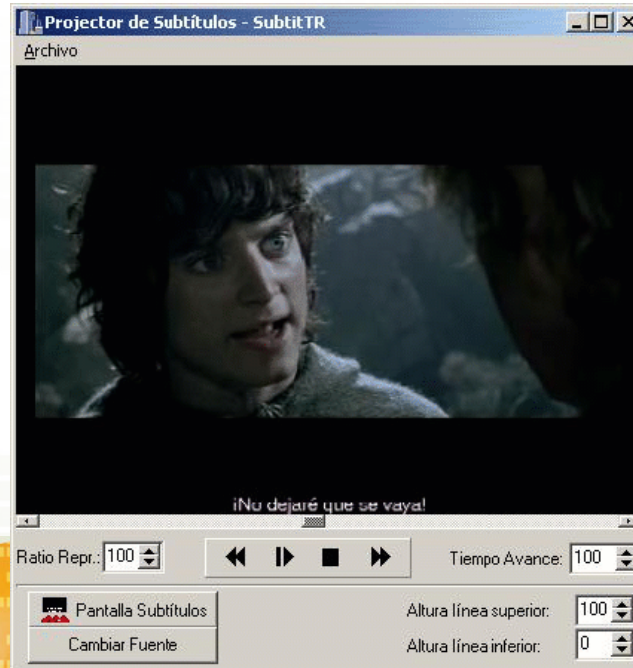 Projector de Subtítulos - SubtitTR
Archivo
¡No dejaré que se vaya!
Ratio Repr.: 100
Tiempo Avance: 100
Pantalla Subtítulos
Altura línea superior: 100
Cambiar Fuente
Altura línea inferior: 0